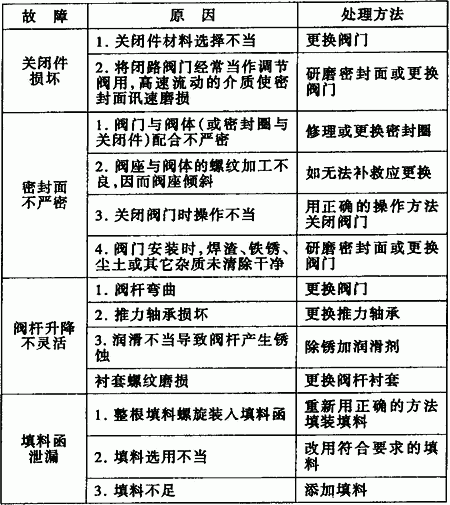 故障 原因 处理方法
关闭件
损坏
1. 关闭件材料选择不当
更换阀门
2. 将闭路阀门经常当作调节
阀用,高速流动的介质使密
封面讯速磨损
研磨密封面或更换
阀门
密封面
不严密
1. 阀门与阀体(或密封圈与
关闭件)配合不严密
修理或更换密封圈
2. 阀座与阀体的螺纹加工不
良,因而阀座倾斜
如无法补救应更换
3. 关闭阀门时操作不当
用正确的操作方法
关闭阀门
4. 阀门安装时,焊渣、铁锈、
尘土或其它杂质未清除干净
研磨密封面或更换
阀门
阀杆升降
不灵活
1. 阀杆弯曲
更换阀门
2. 推力轴承损坏
更换推力轴承
3. 润滑不当导致阀杆产生锈
蚀
除锈加润滑剂
衬套螺纹磨损
更换阀杆衬套
填料函
泄漏
1. 整根填料螺旋装入填料函
重新用正确的方法
填装填料
2. 填料选用不当
改用符合要求的填
料
3. 填料不足
添加填料